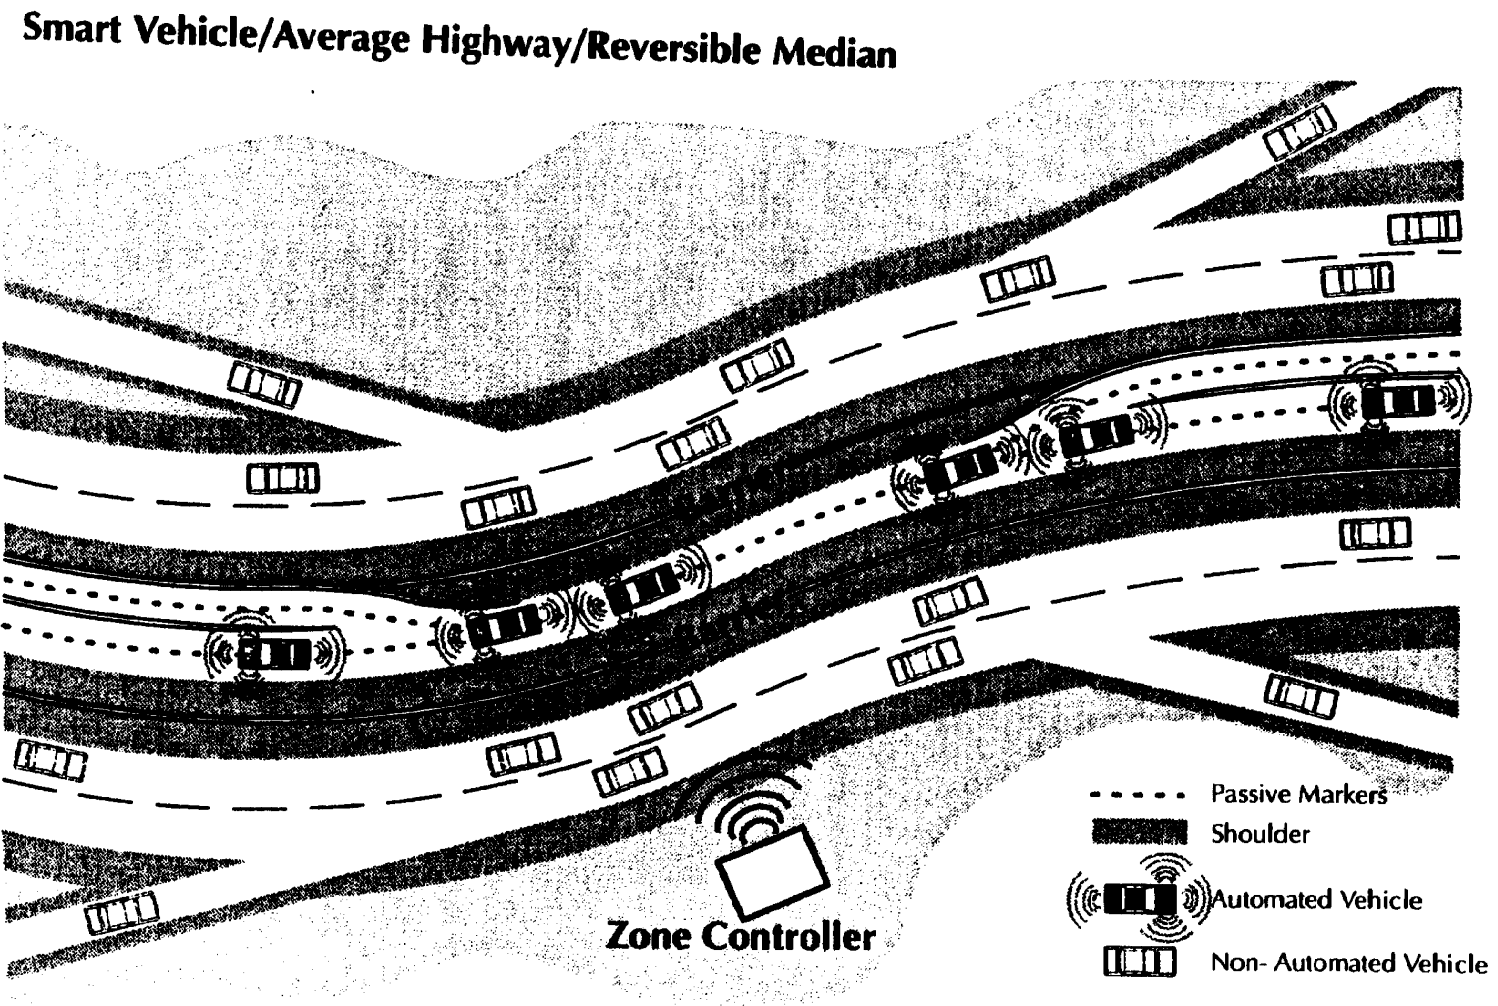 Smart Vehicle/Average Highway/Reversible Median
Passive Markers
Shoulder
Automated Vehicle
Zone Controller
Non- Automated Vehicle